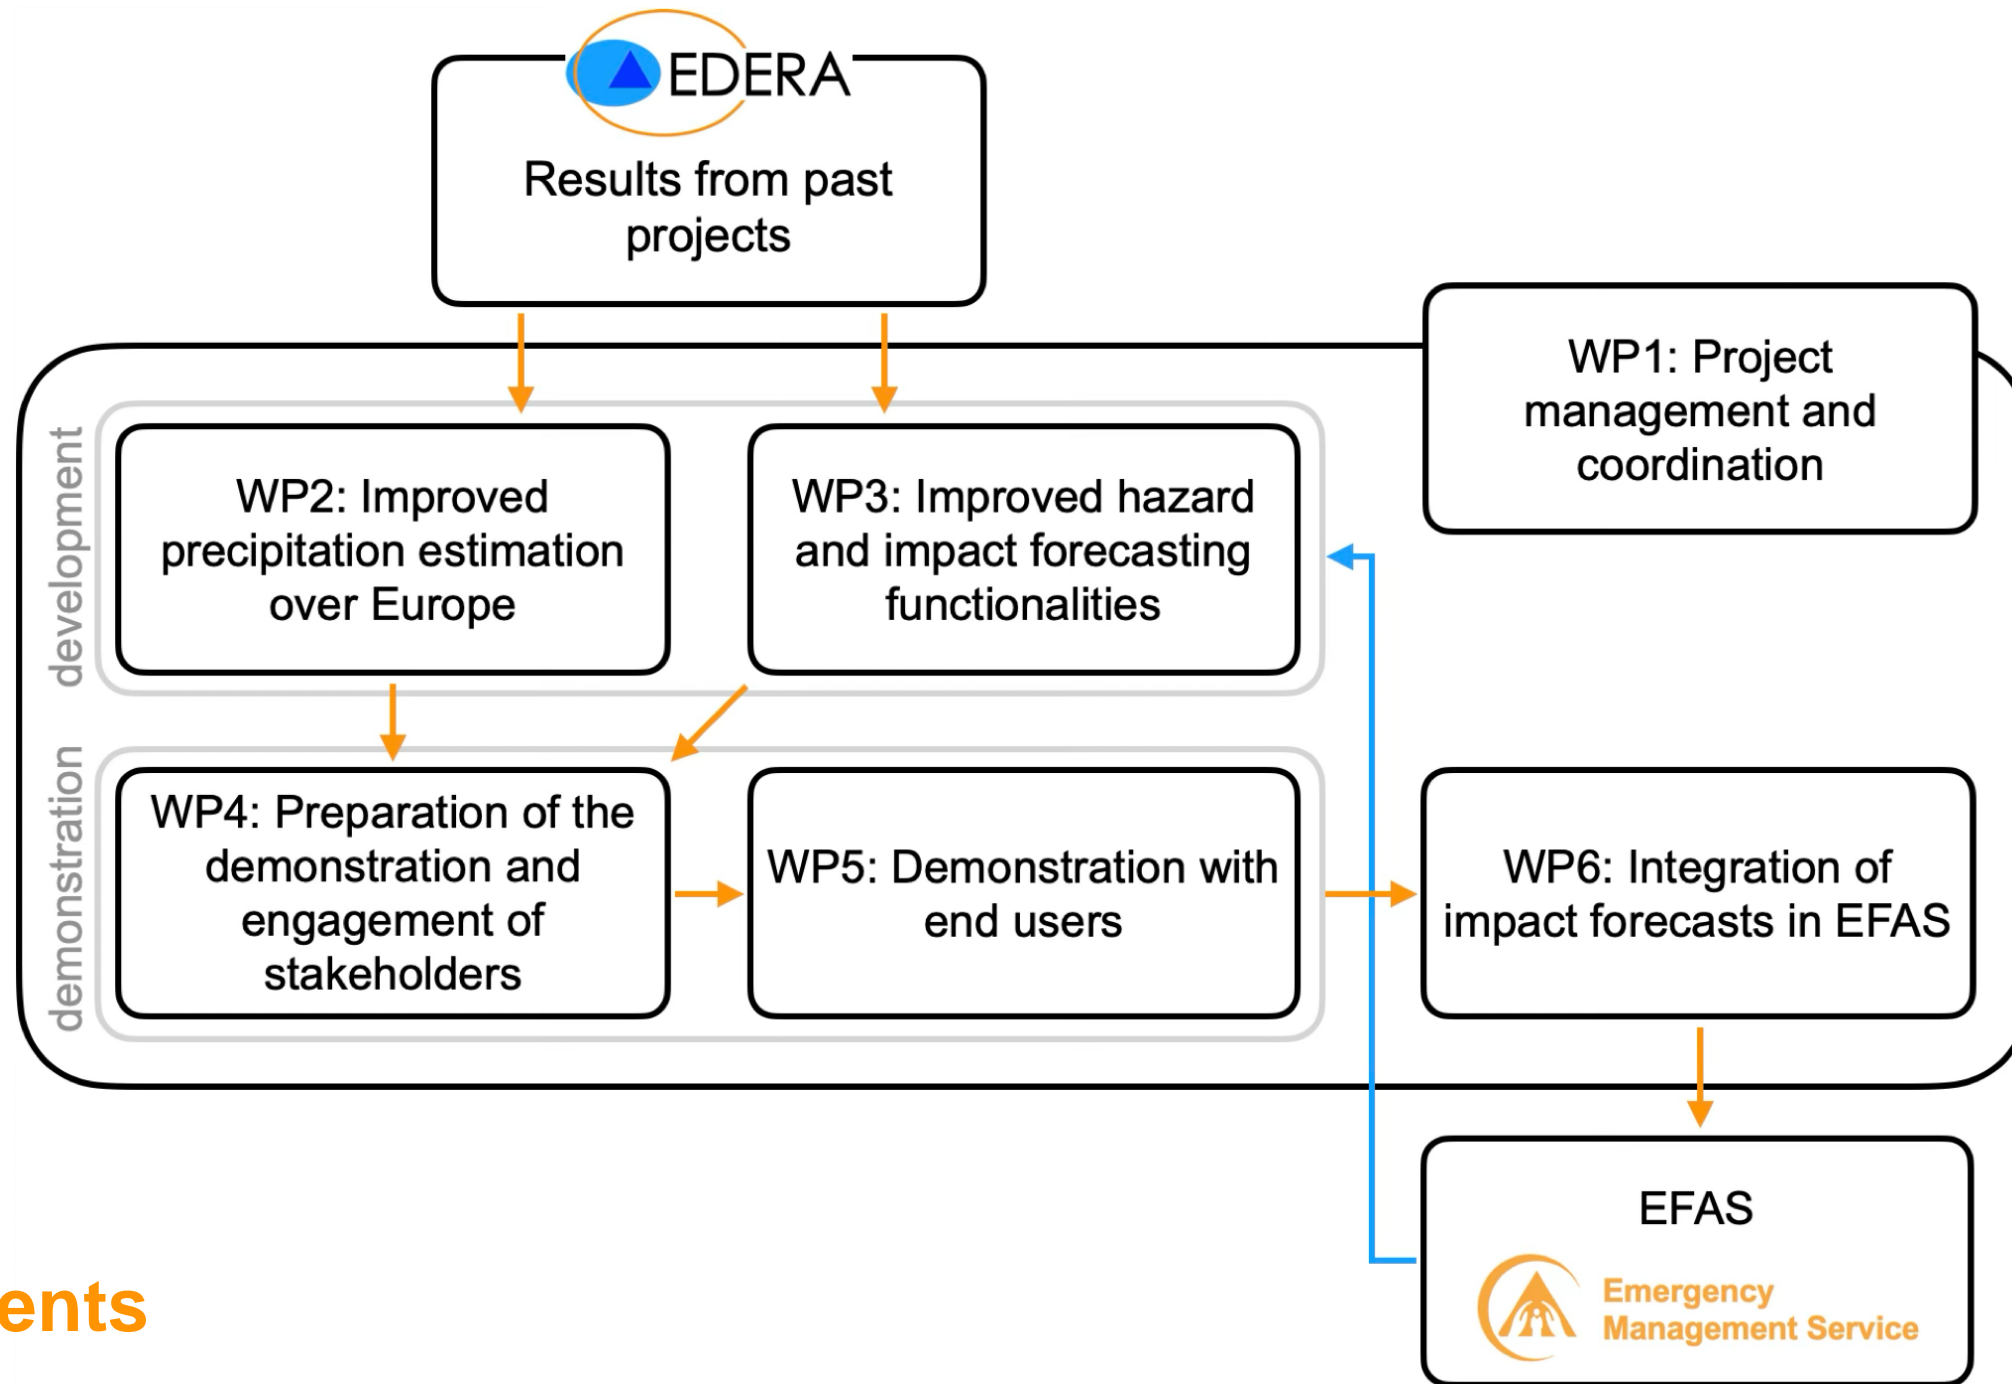 EDERA
Results from past
projects
WP1: Project
management and
coordination
development
WP2: Improved
precipitation estimation
over Europe
WP3: Improved hazard
and impact forecasting
functionalities
demonstration
WP4: Preparation of the
demonstration and
engagement of
stakeholders
WP5: Demonstration with
end users
WP6: Integration of
impact forecasts in EFAS
EFAS
Emergency
Management Service
ents